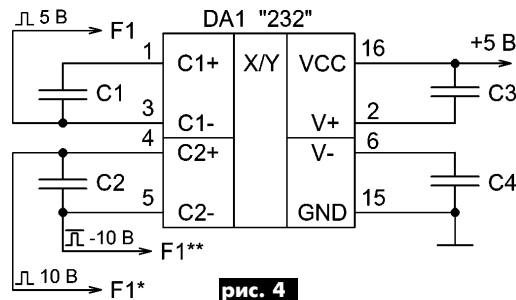 DA1 "232"
5 В F1
1 C1+ X/Y VCC 16 +5 В
C1 C3
3 C1- V+ 2
4 C2+ V- 6
C2 C4
5 C2- GND 15
-10 В F1**
10 В F1*
рис. 4